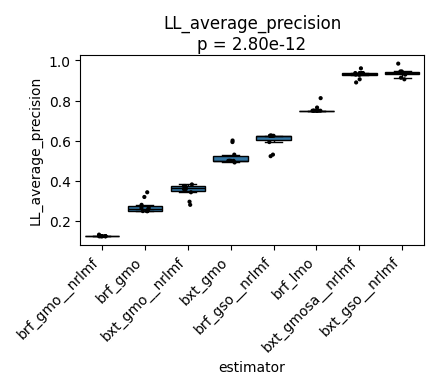 LL_average_precision
p = 2.80e-12
LL_average_precision
1.0
0.8
0.6
0.4
0.2
brf_gmo__nrlmf
brf_gmo
bxt_gmo__nrlmf
bxt_gmo
brf_gso__nrlmf
brf_lmo
bxt_gmosa__nrlmf
bxt_gso__nrlmf
estimator